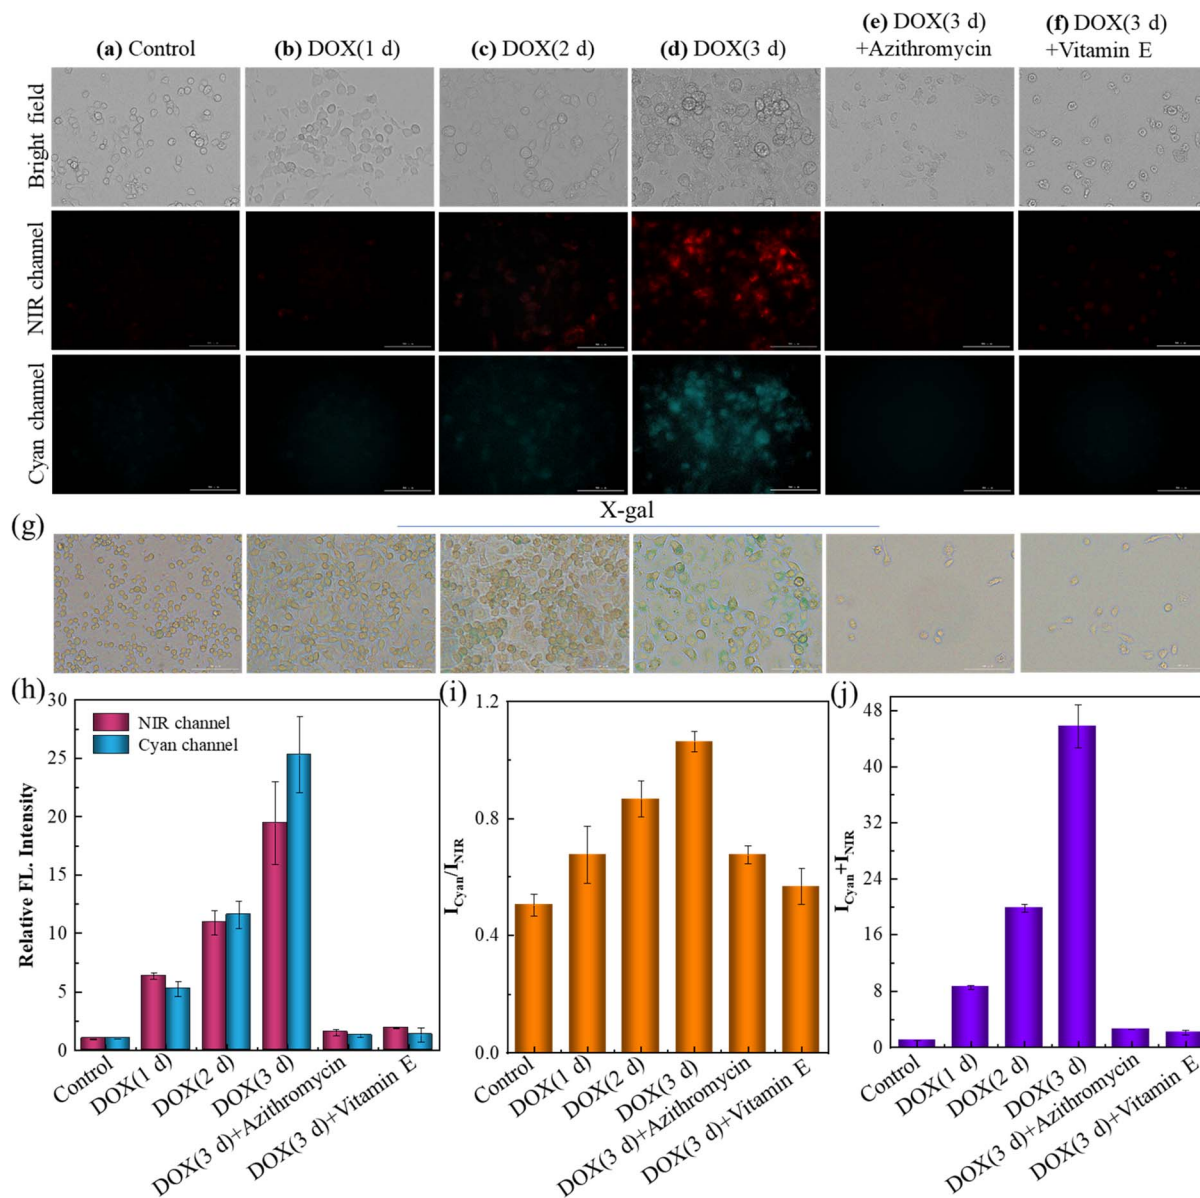 (e) DOX(3 d)
+Azithromycin
(f) DOX(3 d)
+Vitamin E
(a) Control
(b) DOX(1 d)
(c) DOX(2 d)
(d) DOX(3 d)
Bright field
NIR channel
Cyan channel
X-gal
(g)
(h)
30
25
20
15
10
5
0
Relative FL. Intensity
NIR channel
Cyan channel
Control
DOX(1 d)
DOX(2 d)
DOX(3 d)
DOX(3 d)+Azithromycin
DOX(3 d)+Vitamin E
(i)
1.2
0.8
0.4
0.0
I_Cyan/I_NIR
Control
DOX(1 d)
DOX(2 d)
DOX(3 d)
DOX(3 d)+Azithromycin
DOX(3 d)+Vitamin E
(j)
48
40
32
24
16
8
0
I_Cyan+I_NIR
Control
DOX(1 d)
DOX(2 d)
DOX(3 d)
DOX(3 d)+Azithromycin
DOX(3 d)+Vitamin E